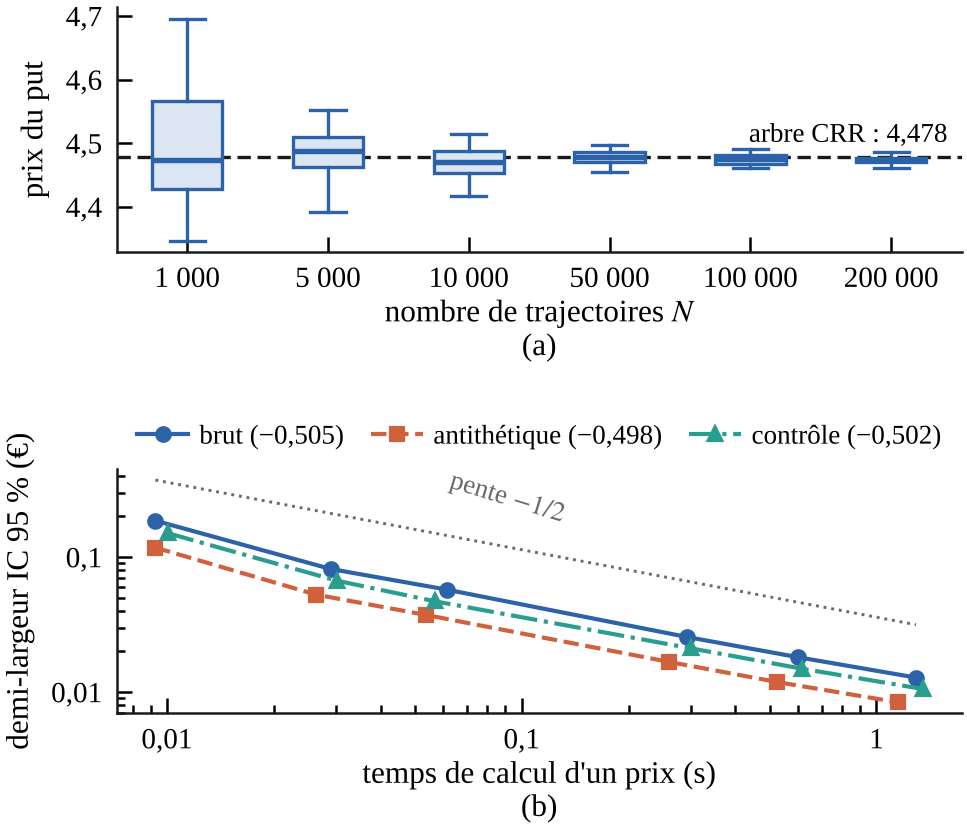 prix du put
4,7
4,6
4,5
4,4
arbre CRR : 4,478
1 000 5 000 10 000 50 000 100 000 200 000
nombre de trajectoires N
(a)
brut (−0,505) antithétique (−0,498) contrôle (−0,502)
demi-largeur IC 95 % (€)
pente −1/2
0,1
0,01
0,01 0,1 1
temps de calcul d'un prix (s)
(b)